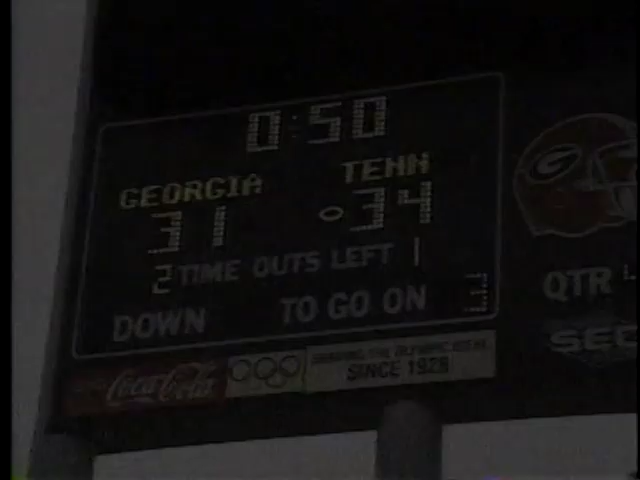 0:50
GEORGIA TENN
31 34
2 TIME OUTS LEFT 1
DOWN TO GO ON
G
QTR
SEC
Coca-Cola
SHARING THE OLYMPIC IDEAL
SINCE 1928